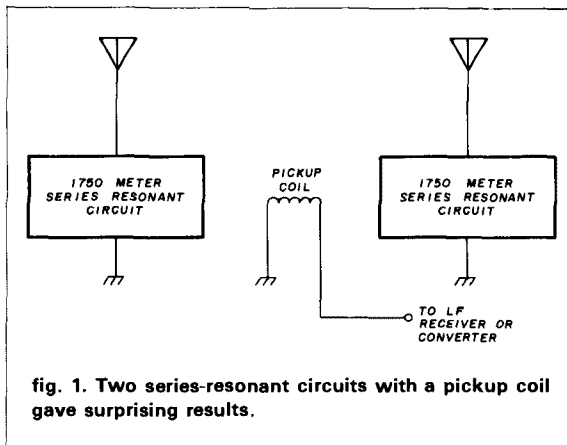 1750 METER
SERIES RESONANT
CIRCUIT
PICKUP
COIL
1750 METER
SERIES RESONANT
CIRCUIT
TO LF
RECEIVER OR
CONVERTER
fig. 1. Two series-resonant circuits with a pickup coil
gave surprising results.